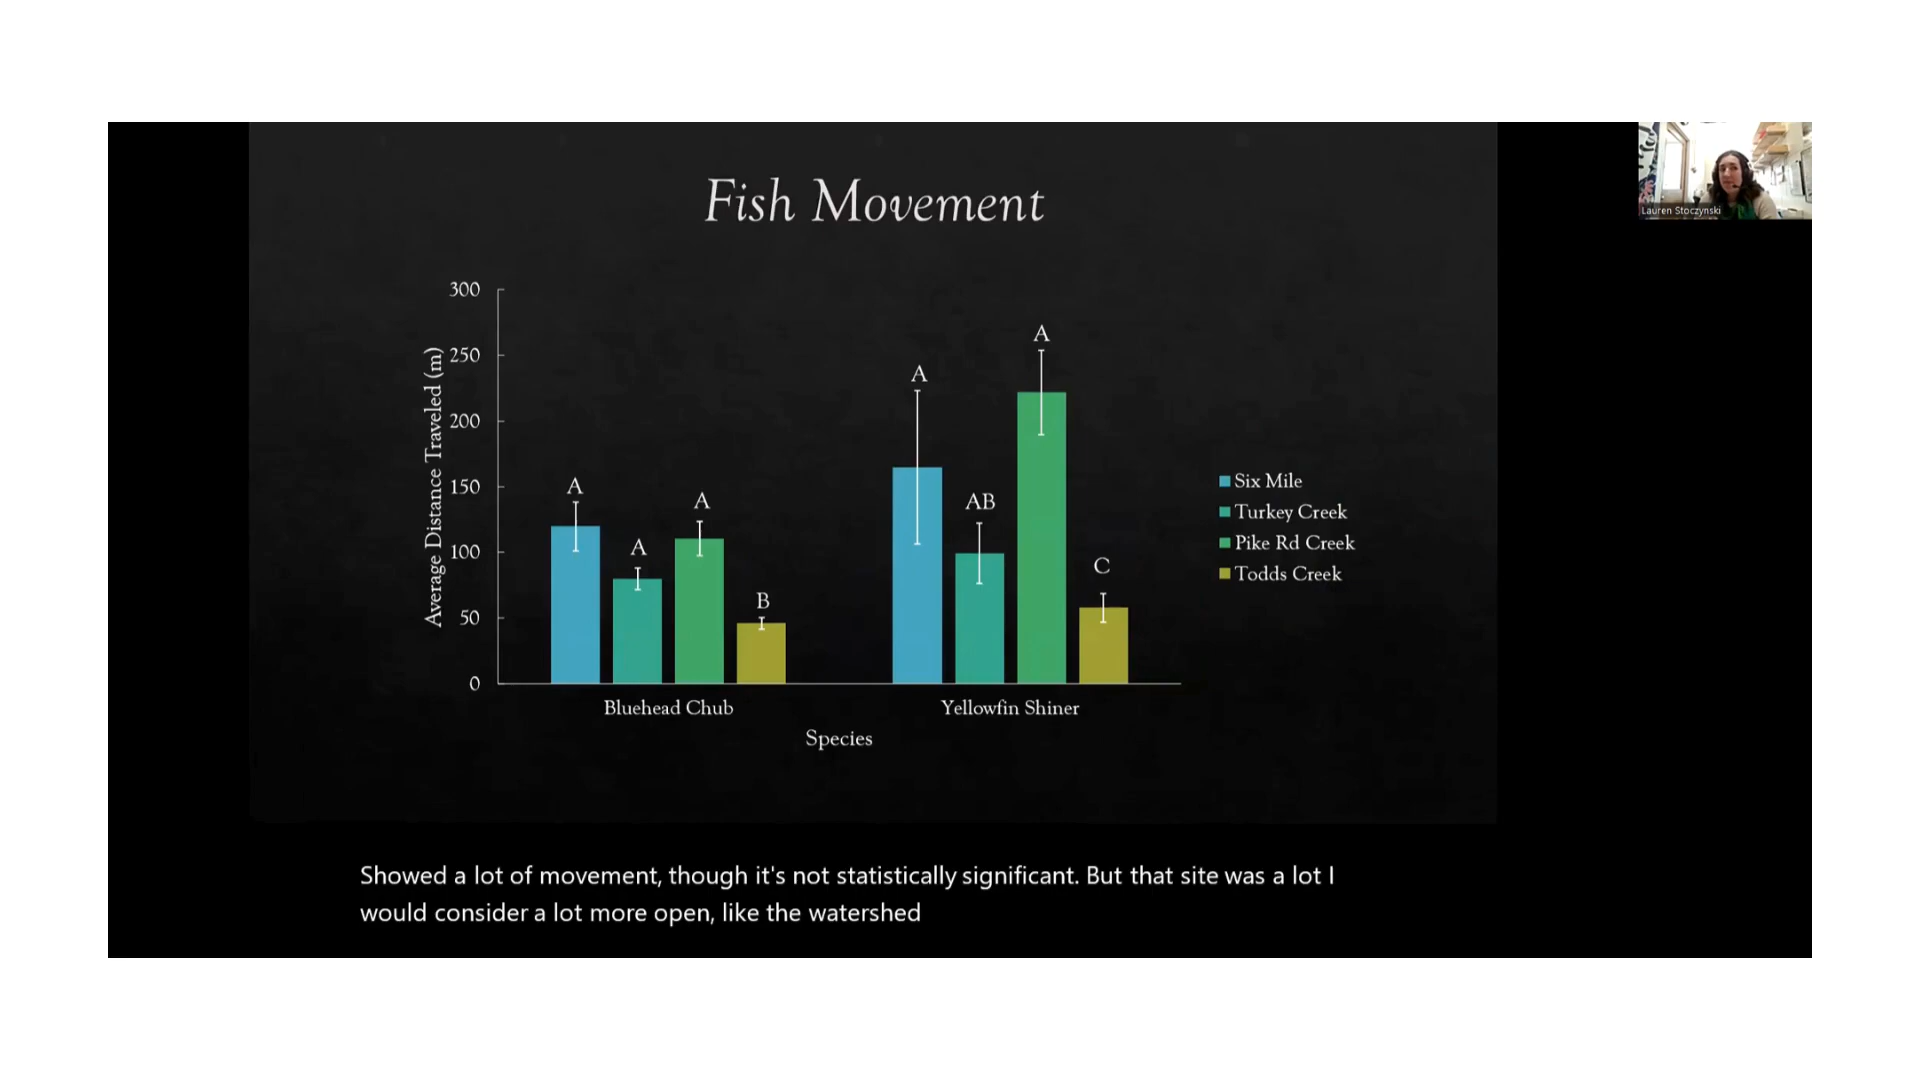 Fish Movement
Lauren Stoczynski
300
250
200
150
100
50
0
Average Distance Traveled (m)
A
A
A
B
A
AB
A
C
Bluehead Chub
Yellowfin Shiner
Species
Six Mile
Turkey Creek
Pike Rd Creek
Todds Creek
Showed a lot of movement, though it's not statistically significant. But that site was a lot I
would consider a lot more open, like the watershed